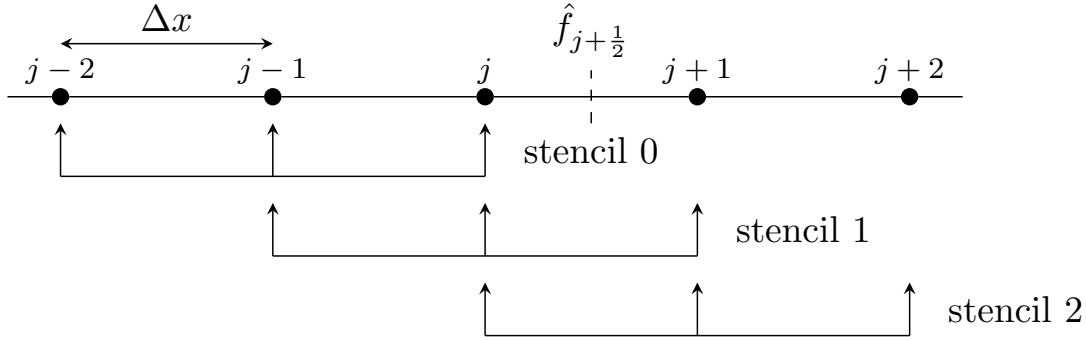 Δx
f̂_{j+1/2}
j − 2 j − 1 j j + 1 j + 2
stencil 0
stencil 1
stencil 2